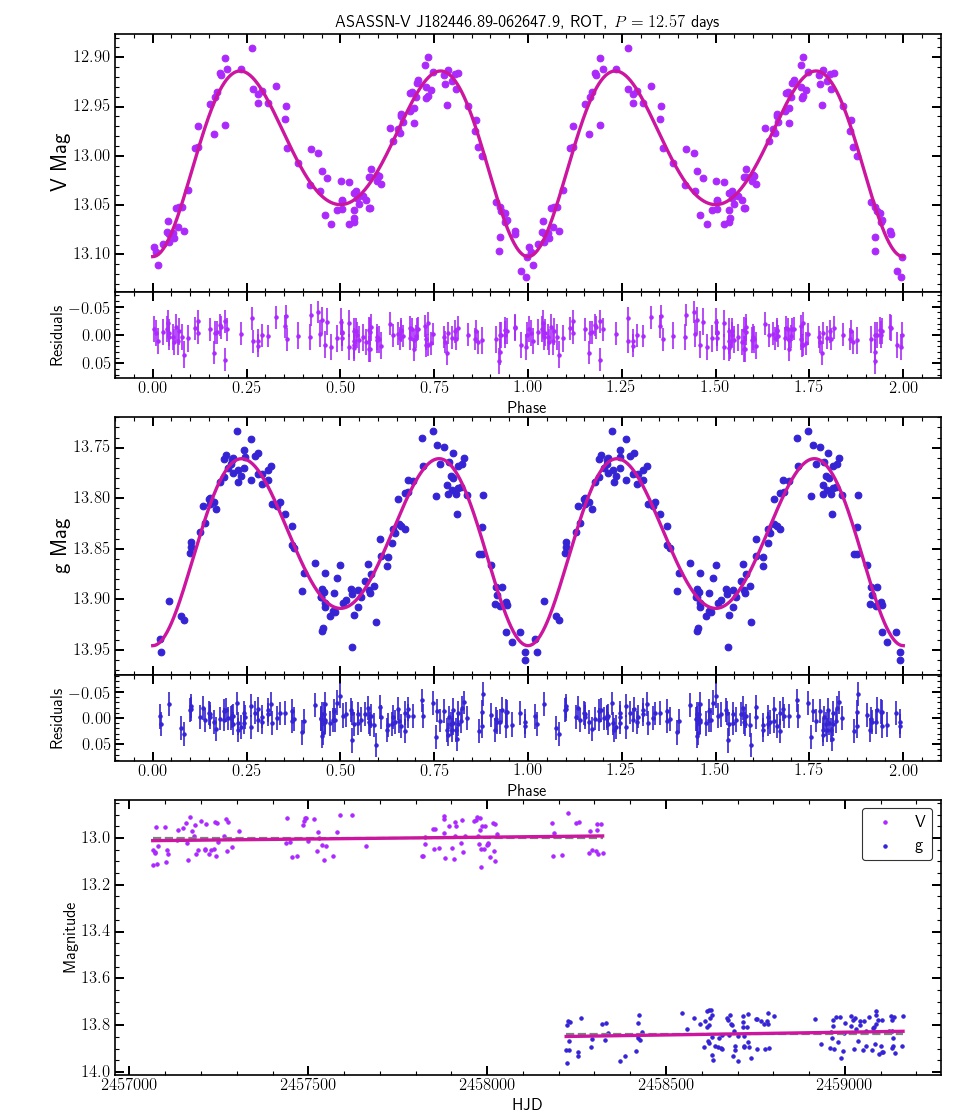 ASASSN-V J182446.89-062647.9, ROT, P = 12.57 days
12.90
12.95
13.00
13.05
13.10
V Mag
−0.05
0.00
0.05
Residuals
0.00 0.25 0.50 0.75 1.00 1.25 1.50 1.75 2.00
Phase
13.75
13.80
13.85
13.90
13.95
g Mag
−0.05
0.00
0.05
Residuals
0.00 0.25 0.50 0.75 1.00 1.25 1.50 1.75 2.00
Phase
V
g
13.0
13.2
13.4
13.6
13.8
14.0
Magnitude
2457000 2457500 2458000 2458500 2459000
HJD